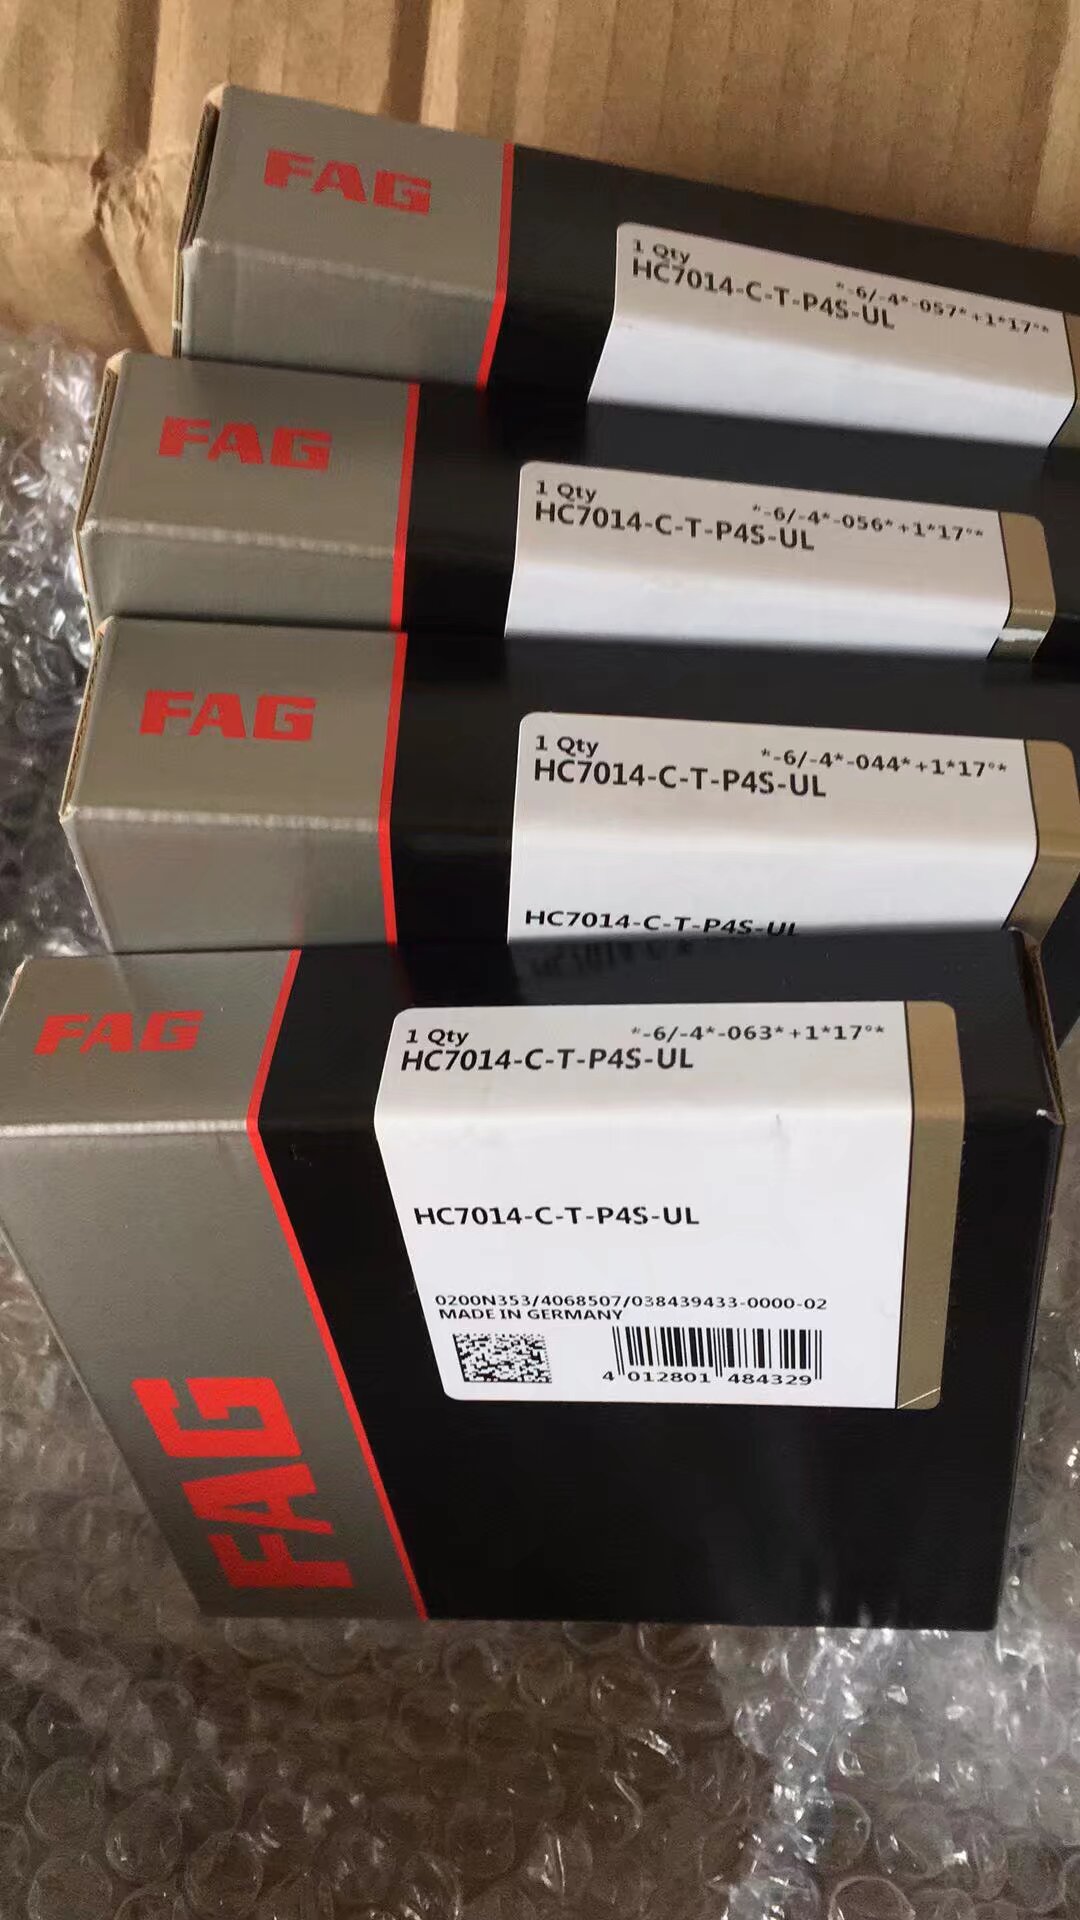 FAG
1 Qty
*-6/-4*-057*+1*17°*
HC7014-C-T-P4S-UL
FAG
1 Qty
*-6/-4*-056*+1*17°*
HC7014-C-T-P4S-UL
FAG
1 Qty
*-6/-4*-044*+1*17°*
HC7014-C-T-P4S-UL
HC7014-C-T-P4S-UL
FAG
1 Qty
*-6/-4*-063*+1*17°*
HC7014-C-T-P4S-UL
HC7014-C-T-P4S-UL
0200N353/4068507/038439433-0000-02
MADE IN GERMANY
4 012801 484329
FAG